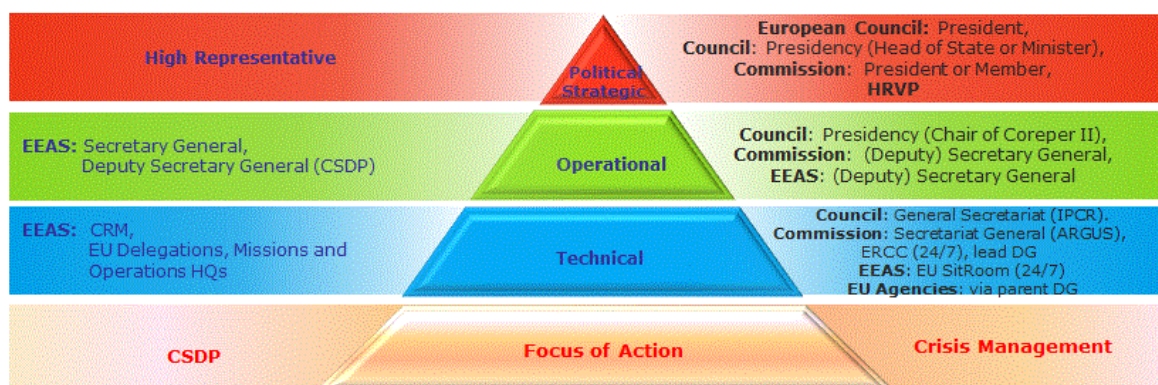 High Representative
Political
Strategic
European Council: President,
Council: Presidency (Head of State or Minister),
Commission: President or Member,
HRVP
EEAS: Secretary General,
Deputy Secretary General (CSDP)
Operational
Council: Presidency (Chair of Coreper II),
Commission: (Deputy) Secretary General,
EEAS: (Deputy) Secretary General
EEAS: CRM,
EU Delegations, Missions and
Operations HQs
Technical
Council: General Secretariat (IPCR).
Commission: Secretariat General (ARGUS),
ERCC (24/7), lead DG
EEAS: EU SitRoom (24/7)
EU Agencies: via parent DG
CSDP
Focus of Action
Crisis Management